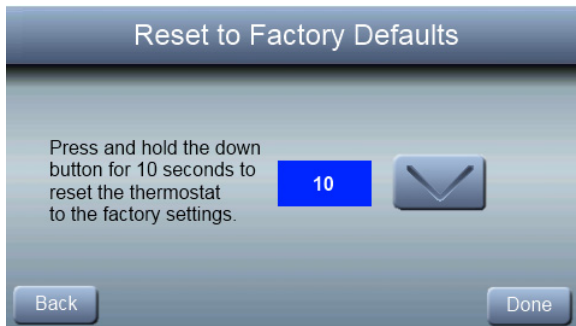 Reset to Factory Defaults
Press and hold the down
button for 10 seconds to
reset the thermostat
to the factory settings.
10
Back
Done